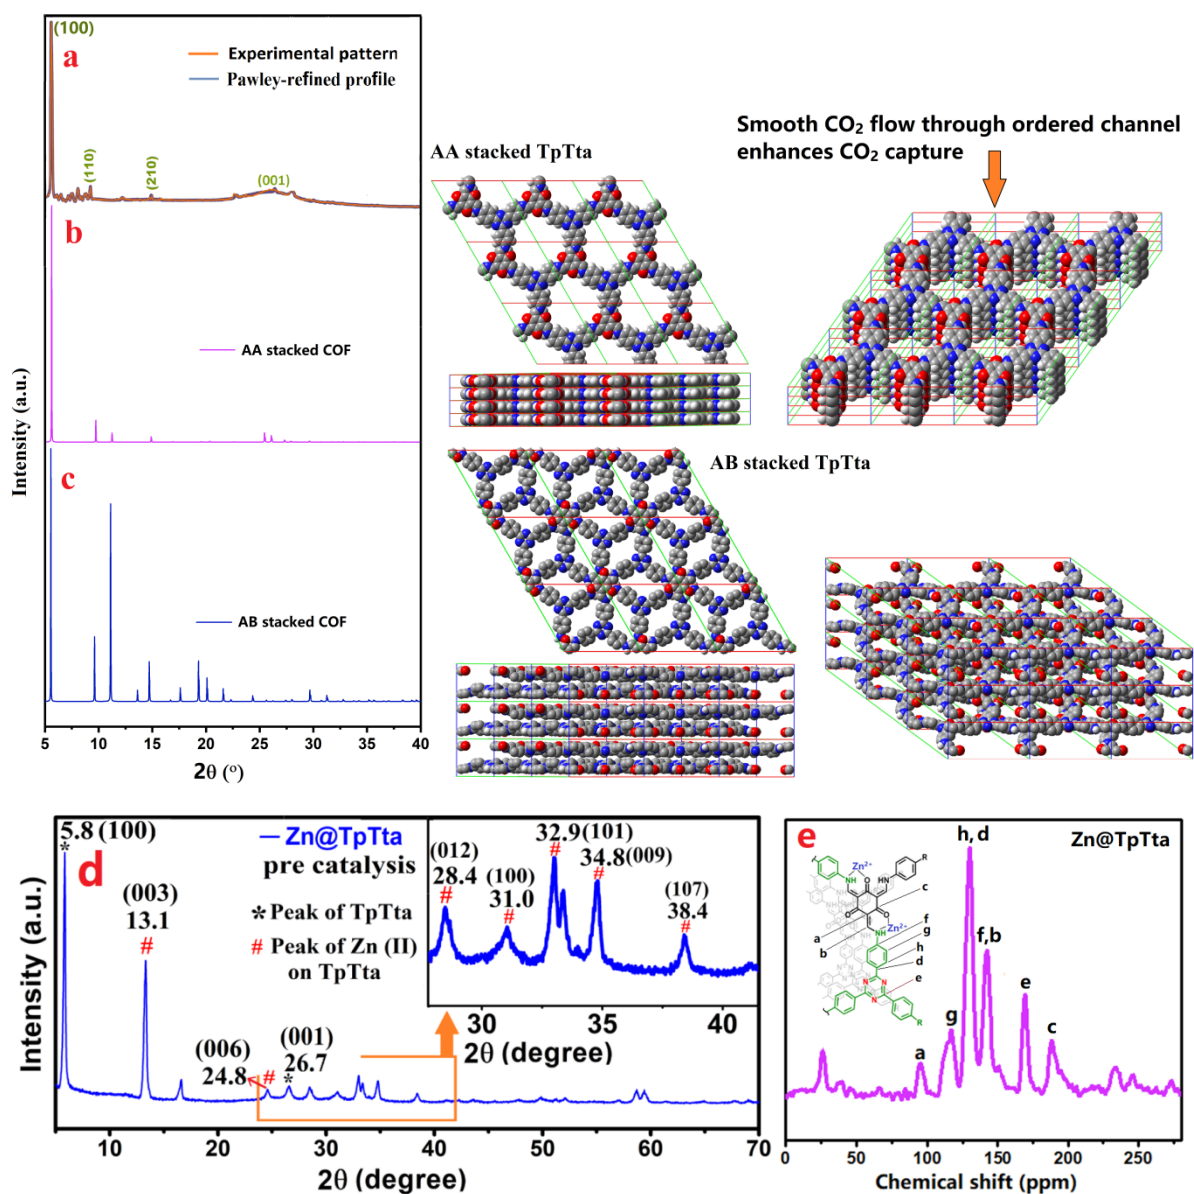 (100)
a
Experimental pattern
Pawley-refined profile
(110)
(210)
(001)
b
AA stacked COF
c
AB stacked COF
Intensity (a.u.)
5 10 15 20 25 30 35 40
2θ (°)
AA stacked TpTta
Smooth CO₂ flow through ordered channel
enhances CO₂ capture
AB stacked TpTta
5.8 (100)
*
d
Zn@TpTta
pre catalysis
* Peak of TpTta
# Peak of Zn (II)
on TpTta
(003)
13.1
#
(006)
24.8
#
(001)
26.7
*
(012)
28.4
#
(100)
31.0
#
32.9
#
(101)
34.8
#
(009)
(107)
38.4
#
30 35 40
2θ (degree)
Intensity (a.u.)
10 20 30 40 50 60 70
2θ (degree)
e
Zn@TpTta
h, d
Zn²⁺
NH
O
HN
R
c
O
O
Zn²⁺
NH
a
b
f
g
h
d
e
N
N
N
R
g
a
f,b
e
c
0 50 100 150 200 250
Chemical shift (ppm)